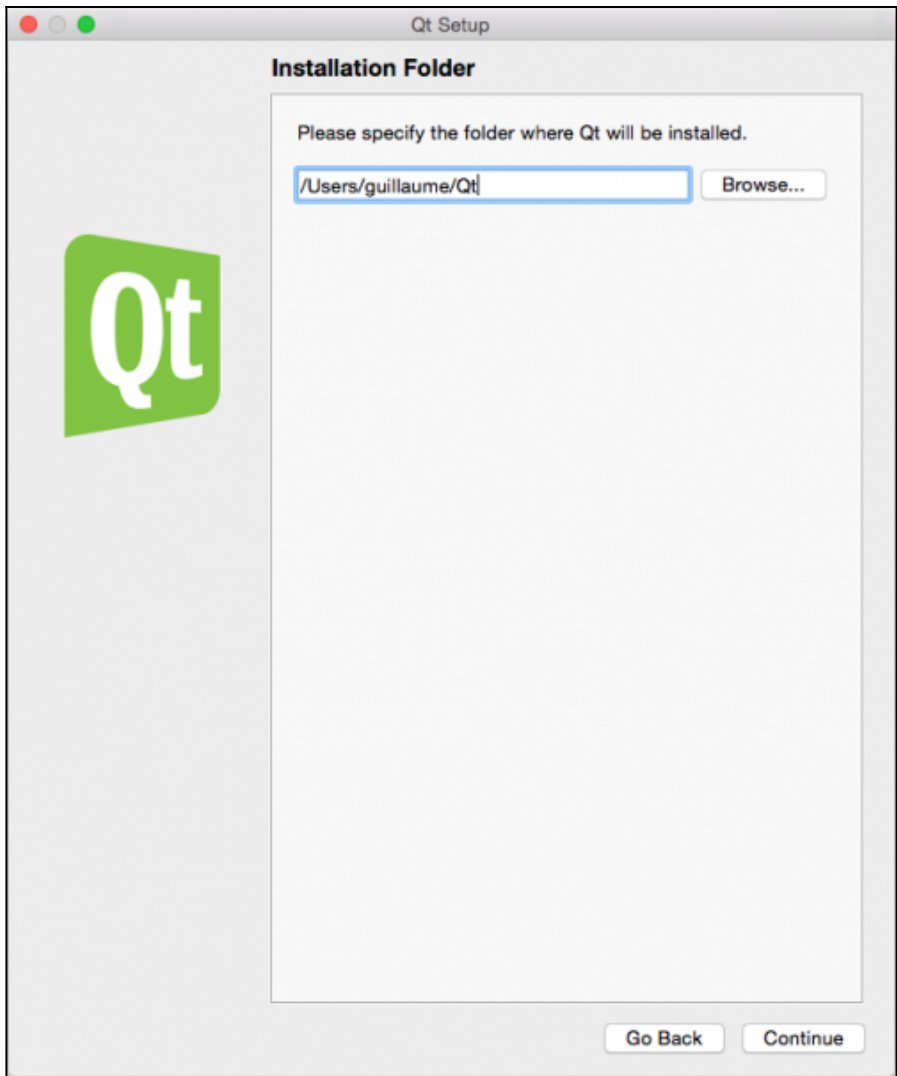 Qt Setup
Installation Folder
Please specify the folder where Qt will be installed.
/Users/guillaume/Qt
Browse...
Qt
Go Back
Continue